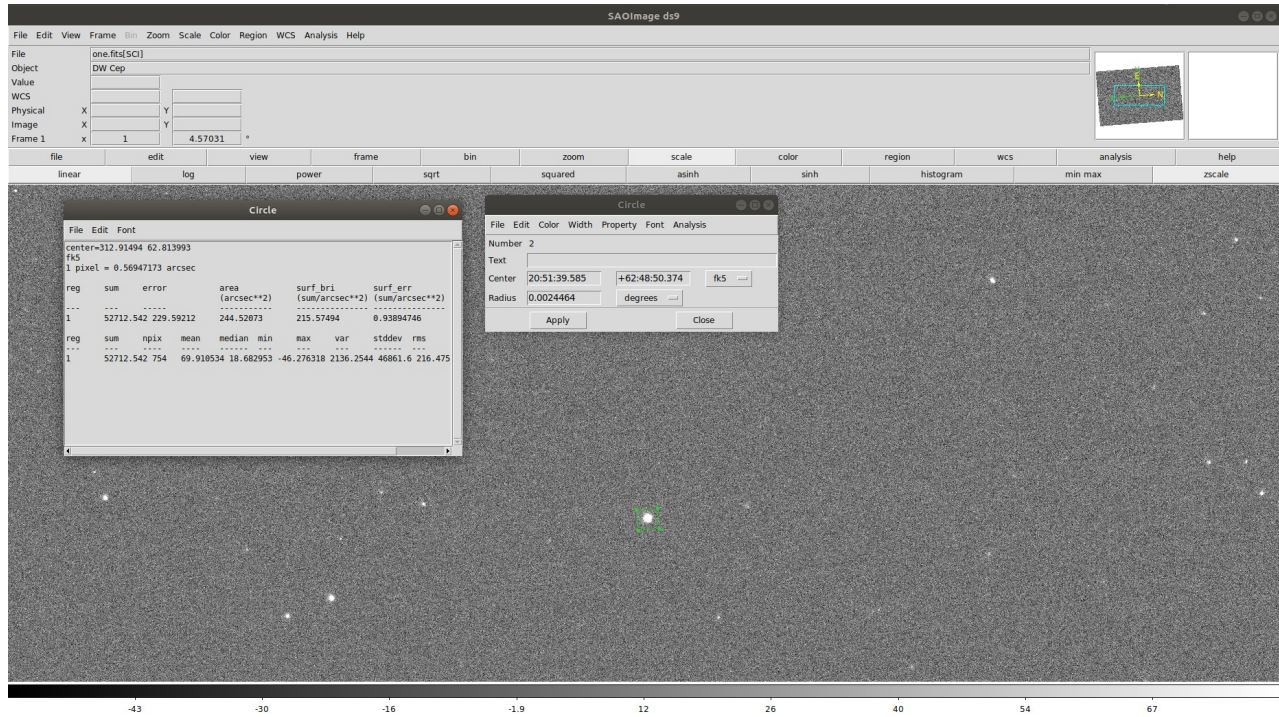 SAOImage ds9
File Edit View Frame Bin Zoom Scale Color Region WCS Analysis Help
File one.fits[SCI]
Object DW Cep
Value
WCS
Physical X Y
Image X Y
Frame 1 x 1 4.57031 °
E
N
file edit view frame bin zoom scale color region wcs analysis help
linear log power sqrt squared asinh sinh histogram min max zscale
Circle
File Edit Font
center=312.91494 62.813993
fk5
1 pixel = 0.56947173 arcsec
reg sum error area surf_bri surf_err
(arcsec**2) (sum/arcsec**2) (sum/arcsec**2)
--- --- ----- ----------- --------------- ---------------
1 52712.542 229.59212 244.52073 215.57494 0.93894746
reg sum npix mean median min max var stddev rms
--- --- ---- ---- ------ --- --- --- ------ ---
1 52712.542 754 69.910534 18.682953 -46.276318 2136.2544 46861.6 216.475
Circle
File Edit Color Width Property Font Analysis
Number 2
Text
Center 20:51:39.585 +62:48:50.374 fk5
Radius 0.0024464 degrees
Apply Close
-43 -30 -16 -1.9 12 26 40 54 67